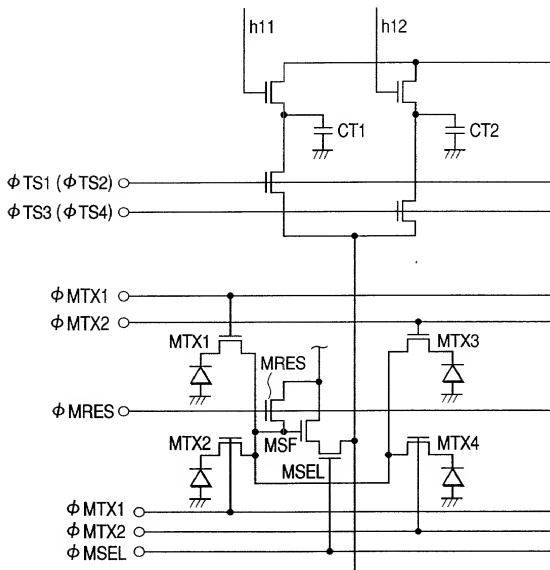 h11 h12
CT1 CT2
ϕTS1 (ϕTS2)
ϕTS3 (ϕTS4)
ϕMTX1
ϕMTX2
MTX1 MTX3
MRES
ϕMRES
MTX2 MSF MTX4
MSEL
ϕMTX1
ϕMTX2
ϕMSEL